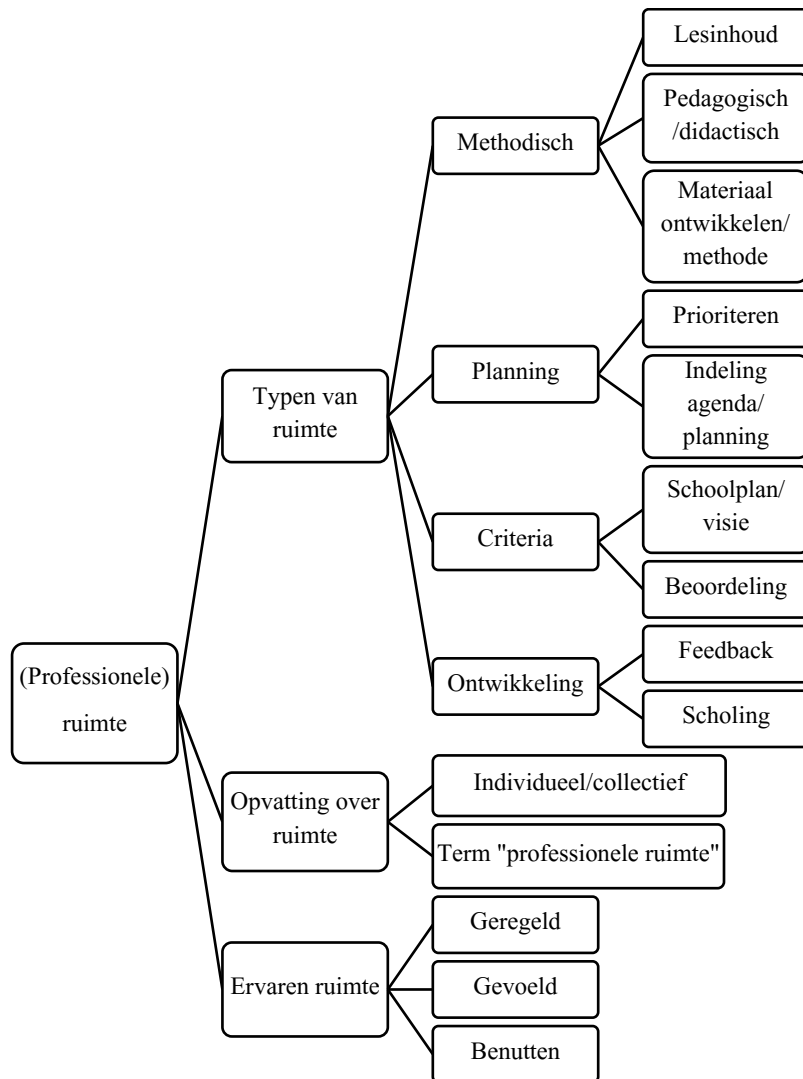 Lesinhoud
Pedagogisch
/didactisch
Methodisch
Materiaal
ontwikkelen/
methode
Prioriteren
Typen van
ruimte
Planning
Indeling
agenda/
planning
Schoolplan/
visie
Criteria
Beoordeling
(Professionele)
ruimte
Ontwikkeling
Feedback
Scholing
Opvatting over
ruimte
Individueel/collectief
Term "professionele ruimte"
Geregeld
Ervaren ruimte
Gevoeld
Benutten